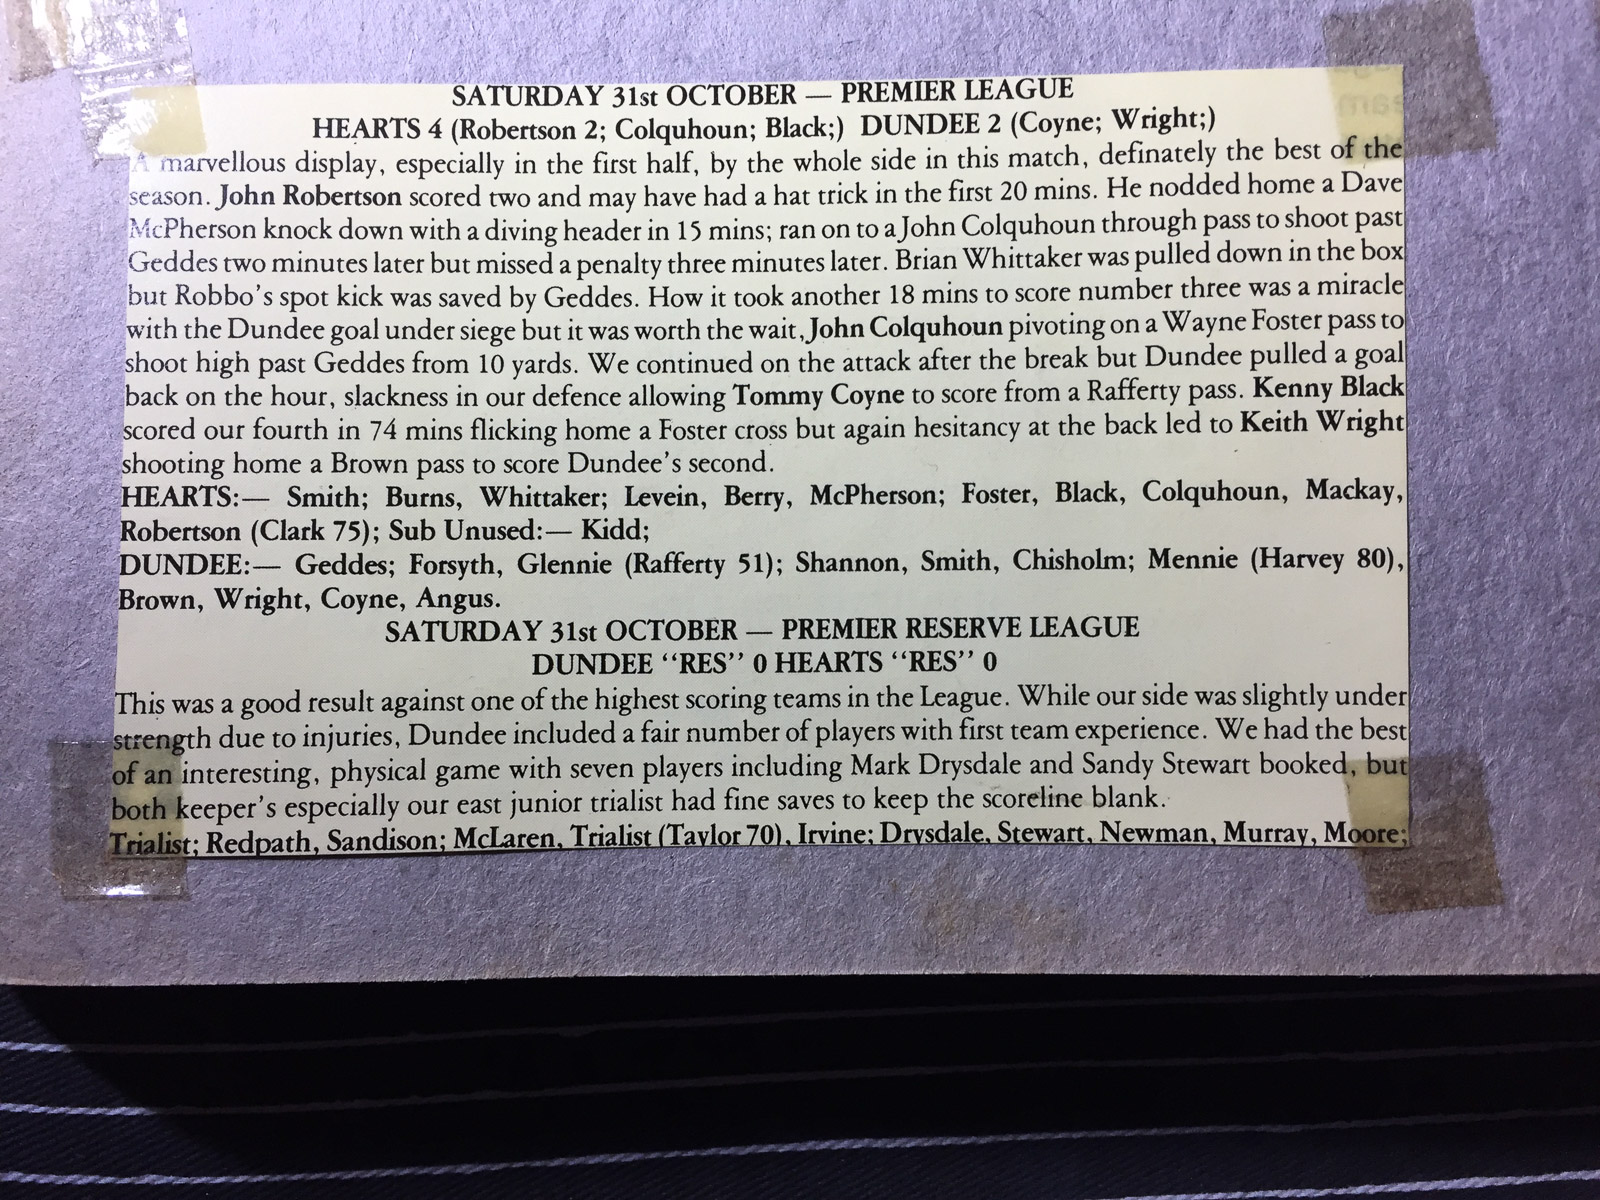 SATURDAY 31st OCTOBER — PREMIER LEAGUE
HEARTS 4 (Robertson 2; Colquhoun; Black;) DUNDEE 2 (Coyne; Wright;)
A marvellous display, especially in the first half, by the whole side in this match, definately the best of the
season. John Robertson scored two and may have had a hat trick in the first 20 mins. He nodded home a Dave
McPherson knock down with a diving header in 15 mins; ran on to a John Colquhoun through pass to shoot past
Geddes two minutes later but missed a penalty three minutes later. Brian Whittaker was pulled down in the box
but Robbo's spot kick was saved by Geddes. How it took another 18 mins to score number three was a miracle
with the Dundee goal under siege but it was worth the wait, John Colquhoun pivoting on a Wayne Foster pass to
shoot high past Geddes from 10 yards. We continued on the attack after the break but Dundee pulled a goal
back on the hour, slackness in our defence allowing Tommy Coyne to score from a Rafferty pass. Kenny Black
scored our fourth in 74 mins flicking home a Foster cross but again hesitancy at the back led to Keith Wright
shooting home a Brown pass to score Dundee's second.
HEARTS:— Smith; Burns, Whittaker; Levein, Berry, McPherson; Foster, Black, Colquhoun, Mackay,
Robertson (Clark 75); Sub Unused:— Kidd;
DUNDEE:— Geddes; Forsyth, Glennie (Rafferty 51); Shannon, Smith, Chisholm; Mennie (Harvey 80),
Brown, Wright, Coyne, Angus.
SATURDAY 31st OCTOBER — PREMIER RESERVE LEAGUE
DUNDEE "RES" 0 HEARTS "RES" 0
This was a good result against one of the highest scoring teams in the League. While our side was slightly under
strength due to injuries, Dundee included a fair number of players with first team experience. We had the best
of an interesting, physical game with seven players including Mark Drysdale and Sandy Stewart booked, but
both keeper's especially our east junior trialist had fine saves to keep the scoreline blank.
Trialist; Redpath, Sandison; McLaren, Trialist (Taylor 70), Irvine; Drysdale, Stewart, Newman, Murray, Moore;